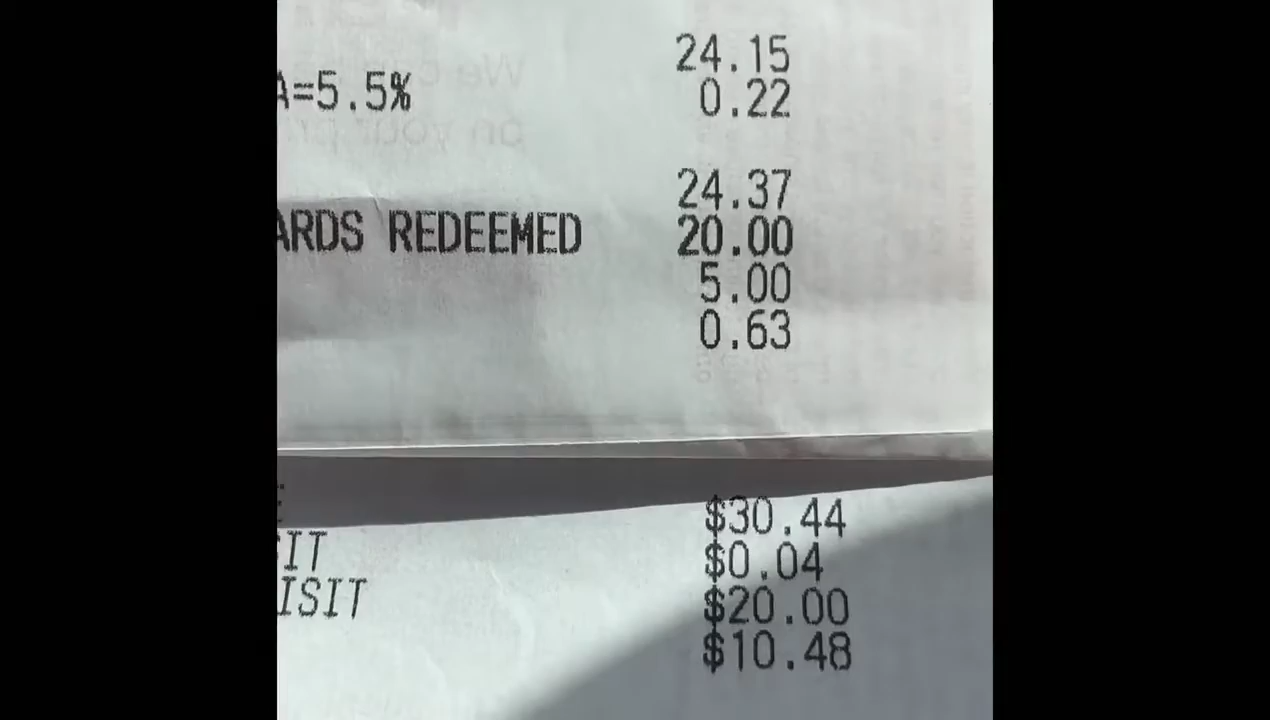 24.15
A=5.5% 0.22
24.37
ARDS REDEEMED 20.00
5.00
0.63
$30.44
IT $0.04
ISIT $20.00
$10.48